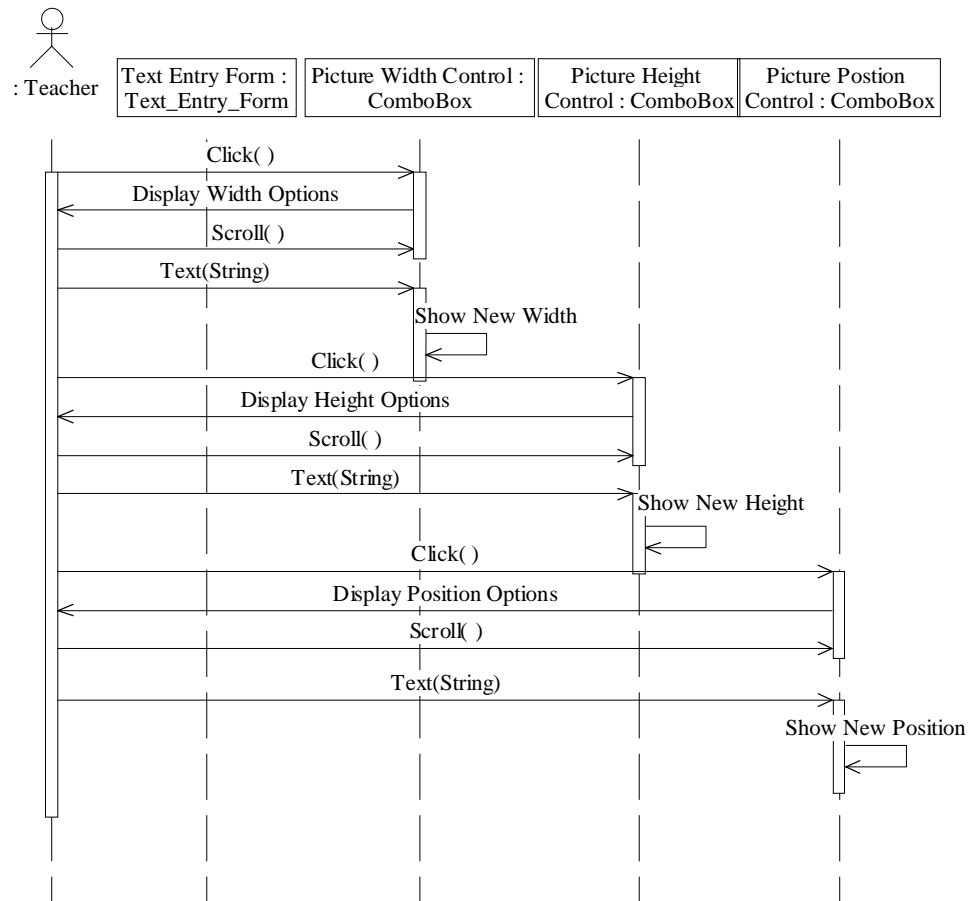 : Teacher
Text Entry Form :
Text_Entry_Form
Picture Width Control :
ComboBox
Picture Height
Control : ComboBox
Picture Postion
Control : ComboBox
Click( )
Display Width Options
Scroll( )
Text(String)
Show New Width
Click( )
Display Height Options
Scroll( )
Text(String)
Show New Height
Click( )
Display Position Options
Scroll( )
Text(String)
Show New Position